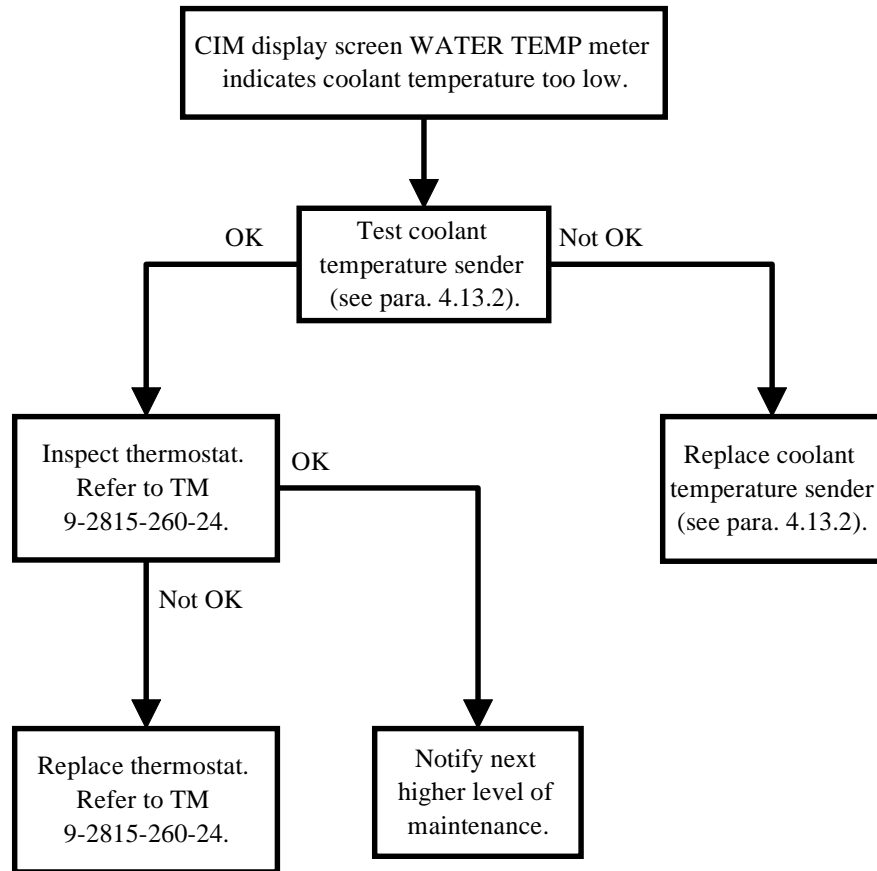 CIM display screen WATER TEMP meter
indicates coolant temperature too low.
OK
Test coolant
temperature sender
(see para. 4.13.2).
Not OK
Inspect thermostat.
Refer to TM
9-2815-260-24.
OK
Replace coolant
temperature sender
(see para. 4.13.2).
Not OK
Replace thermostat.
Refer to TM
9-2815-260-24.
Notify next
higher level of
maintenance.